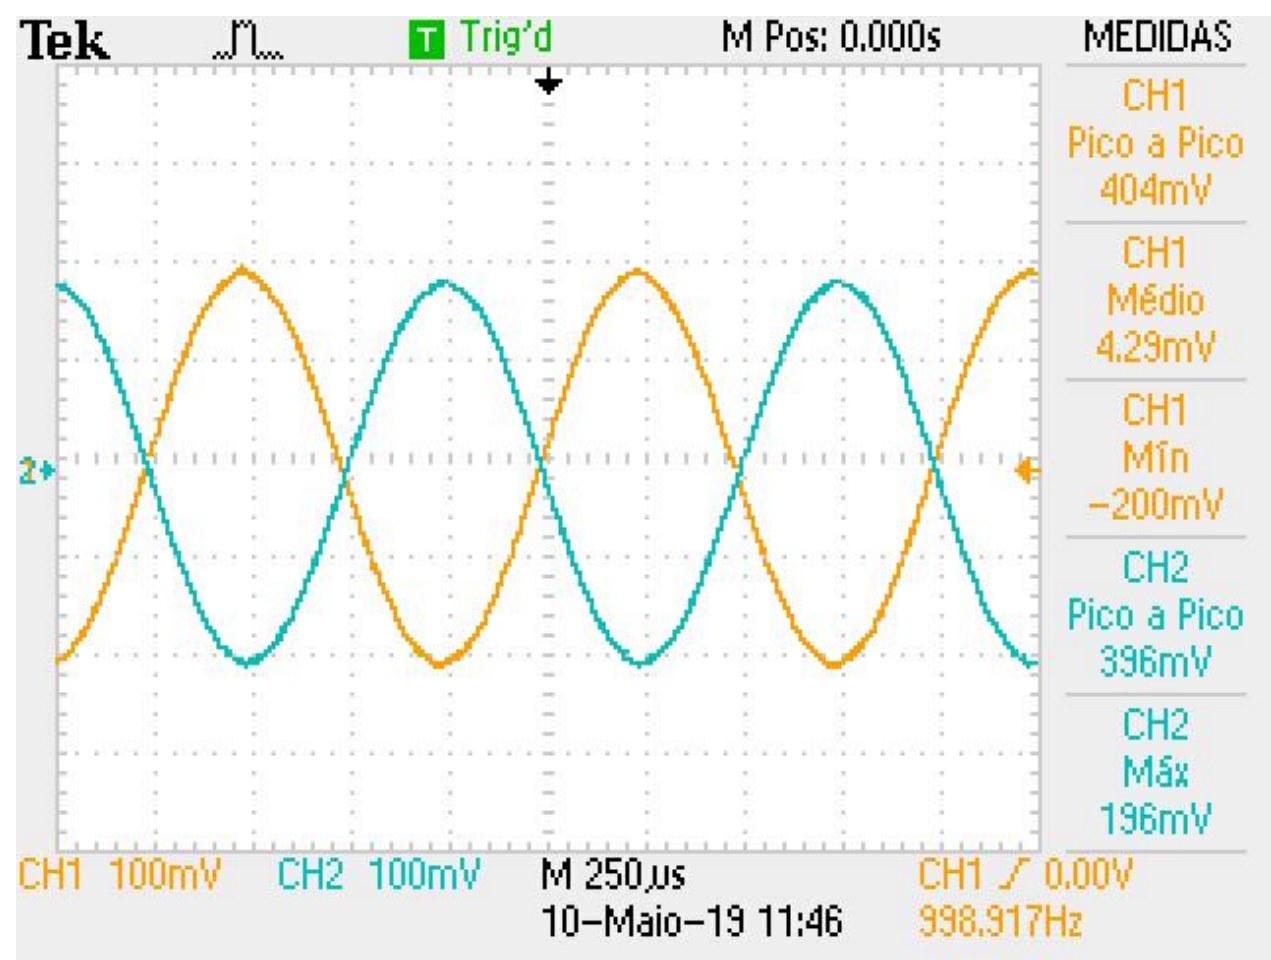 Tek T Trig'd M Pos: 0.000s MEDIDAS
CH1
Pico a Pico
404mV
CH1
Médio
4.29mV
CH1
Mín
-200mV
CH2
Pico a Pico
396mV
CH2
Máx
196mV
2
CH1 100mV CH2 100mV M 250µs CH1 0.00V
10-Maio-19 11:46 998.917Hz